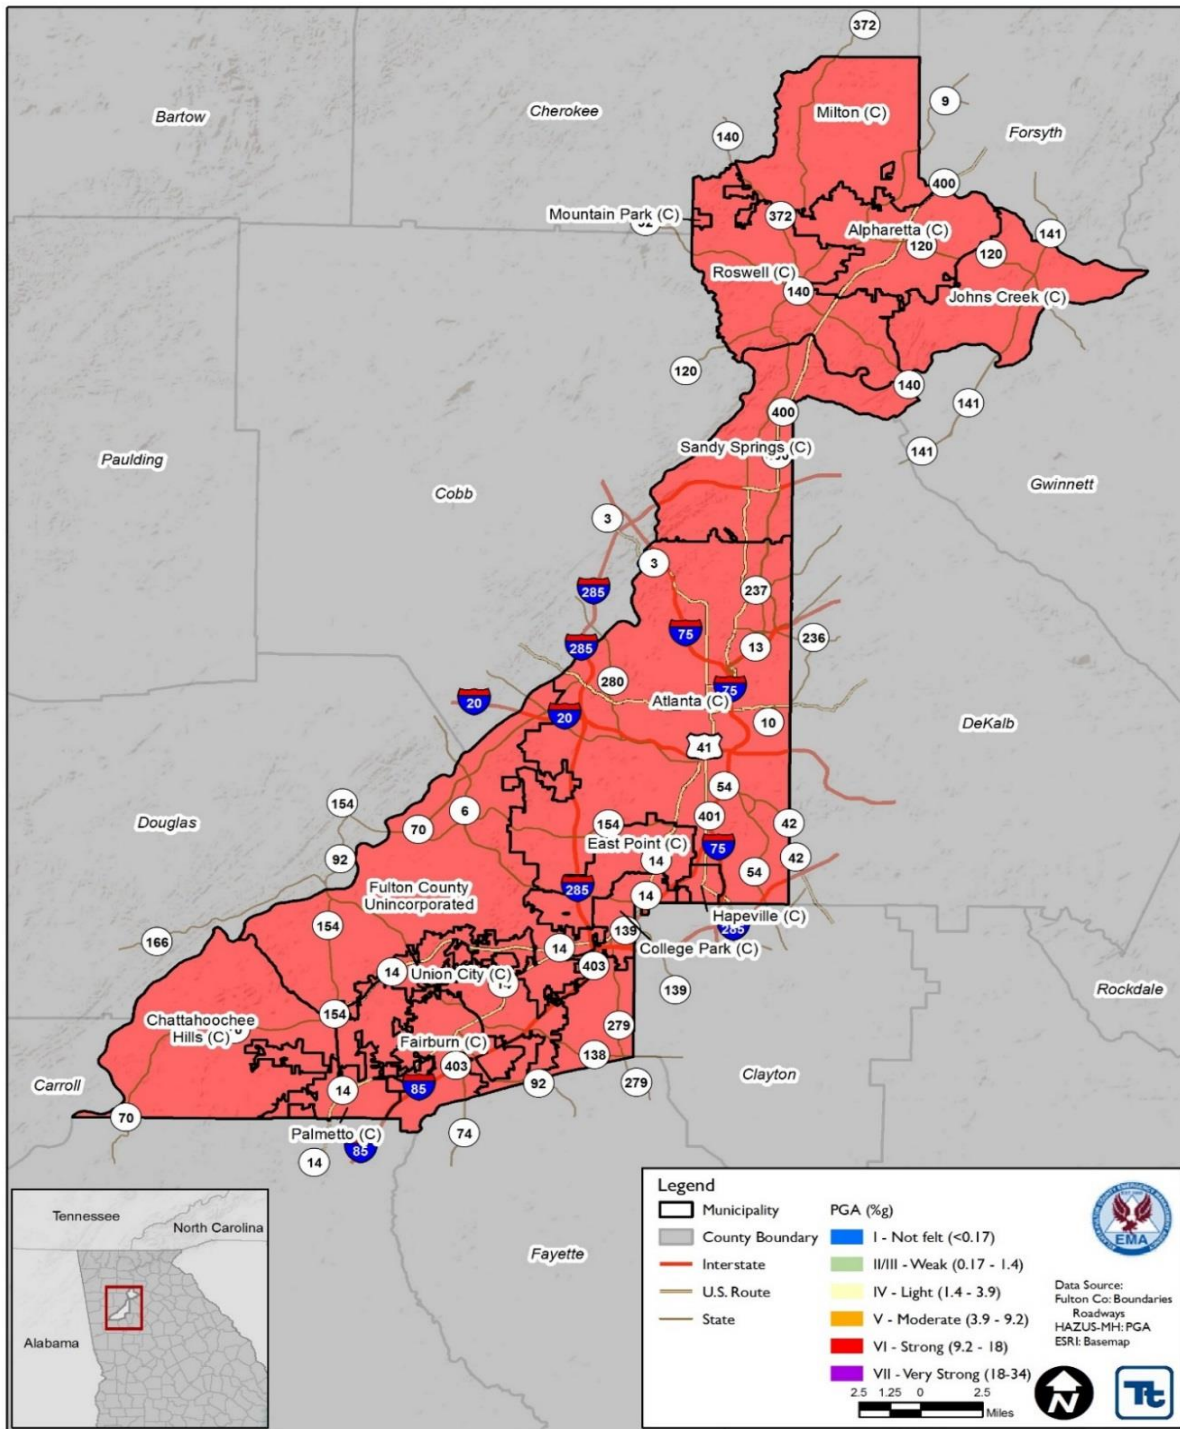 372
Bartow
Cherokee
Milton (C)
9
Forsyth
140
400
Mountain Park (C)
372
Alpharetta (C)
141
120
120
Roswell (C)
140
Johns Creek (C)
120
140
141
400
Sandy Springs (C)
141
Paulding
Cobb
Gwinnett
3
3
285
237
75
236
285
13
280
75
20
Atlanta (C)
20
10
DeKalb
41
54
154
6
401
Douglas
70
154
42
East Point (C)
75
92
14
42
54
Fulton County
Unincorporated
285
14
Hapeville (C)
154
139
285
166
14
College Park (C)
14
Union City (C)
403
139
Rockdale
154
Chattahoochee
Hills (C)
279
Fairburn (C)
138
403
Clayton
Carroll
85
92
279
14
70
Palmetto (C)
74
85
14
Fayette
Tennessee
North Carolina
Alabama
Legend
Municipality
County Boundary
Interstate
U.S. Route
State
PGA (%g)
I - Not felt (<0.17)
II/III - Weak (0.17 - 1.4)
IV - Light (1.4 - 3.9)
V - Moderate (3.9 - 9.2)
VI - Strong (9.2 - 18)
VII - Very Strong (18-34)
2.5 1.25 0 2.5
Miles
EMA
Data Source:
Fulton Co: Boundaries
Roadways
HAZUS-MH: PGA
ESRI: Basemap
N
Tt